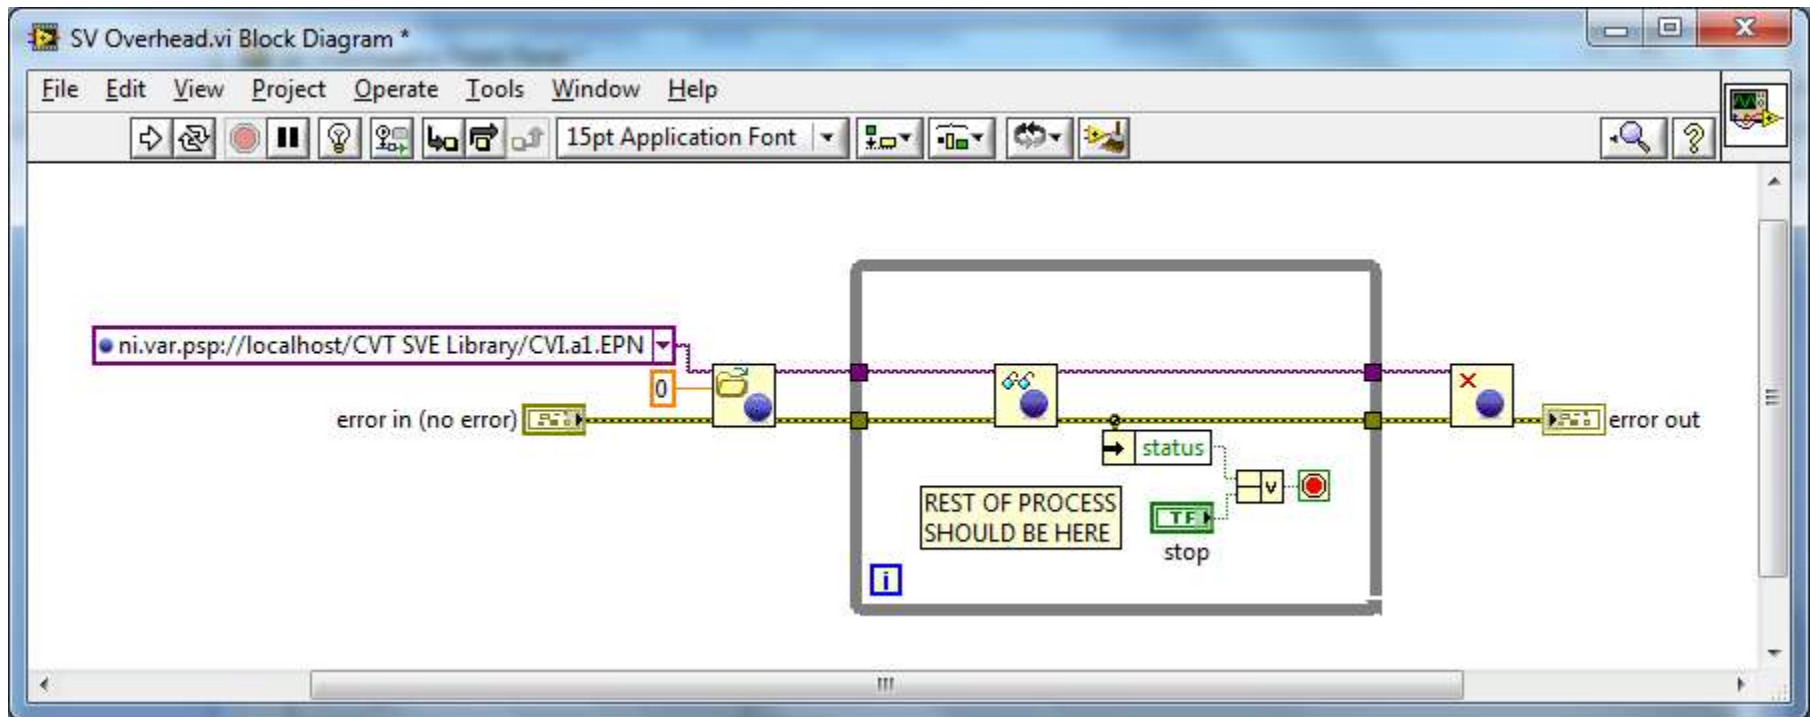 SV Overhead.vi Block Diagram *
File Edit View Project Operate Tools Window Help
15pt Application Font
?
ni.var.psp://localhost/CVT SVE Library/CVI.a1.EPN
0
error in (no error)
error out
status
v
REST OF PROCESS
SHOULD BE HERE
TF
stop
i